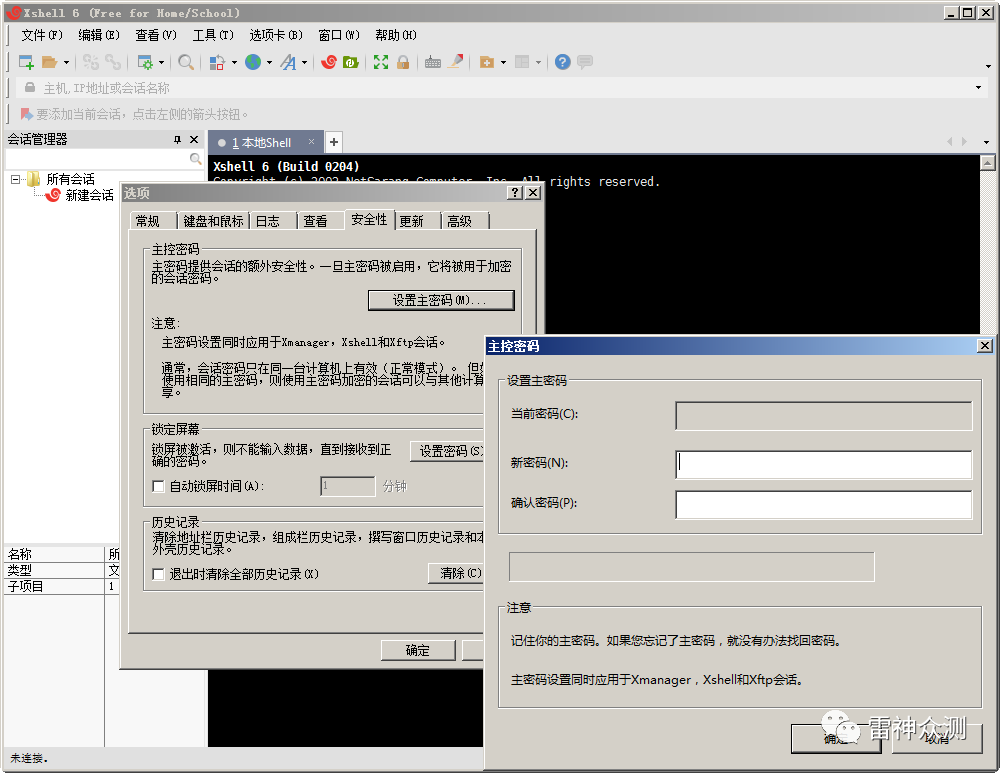 Xshell 6 (Free for Home/School)
文件(F) 编辑(E) 查看(V) 工具(T) 选项卡(B) 窗口(W) 帮助(H)
主机,IP地址或会话名称
要添加当前会话，点击左侧的箭头按钮。
会话管理器
1 本地Shell
所有会话
新建会话
Xshell 6 (Build 0204)
Copyright (c) 2002 NetSarang Computer, Inc. All rights reserved.
选项
常规 键盘和鼠标 日志 查看 安全性 更新 高级
主控密码
主密码提供会话的额外安全性。一旦主密码被启用，它将被用于加密
的会话密码。
设置主密码(M)...
注意:
主密码设置同时应用于Xmanager，Xshell和Xftp会话。
通常，会话密码只在同一台计算机上有效（正常模式）。
使用相同的主密码，则使用主密码加密的会话可以与其他计算
享。
锁定屏幕
锁屏被激活，则不能输入数据，直到接收到正
确的密码。
设置密码(S
自动锁屏时间(A):
1
分钟
历史记录
清除地址栏历史记录，组成栏历史记录，撰写窗口历史记录和本
外壳历史记录。
退出时清除全部历史记录(X)
清除(C)
确定
名称 所
类型 文
子项目 1
未连接.
主控密码
设置主密码
当前密码(C):
新密码(N):
确认密码(P):
注意
记住你的主密码。如果您忘记了主密码，就没有办法找回密码。
主密码设置同时应用于Xmanager，Xshell和Xftp会话。
确定
取消
雷神众测